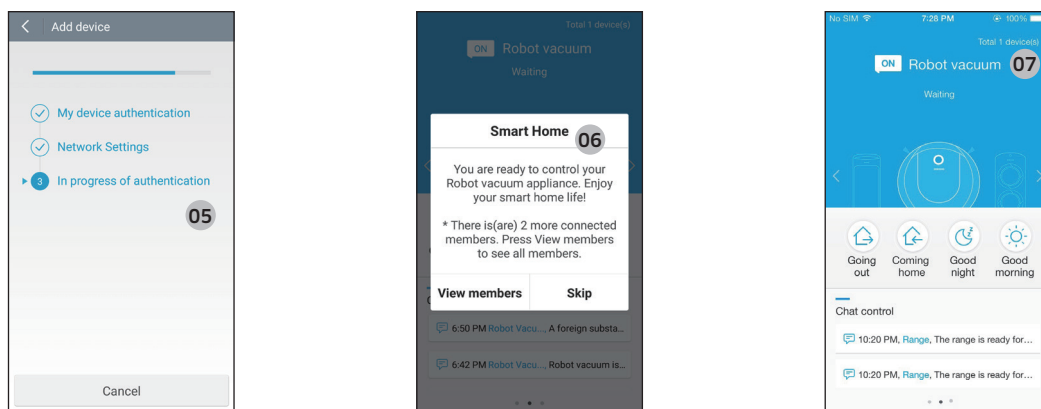 Add device
My device authentication
Network Settings
3 In progress of authentication
05
Cancel
Total 1 device(s)
ON Robot vacuum
Waiting
Smart Home
06
You are ready to control your
Robot vacuum appliance. Enjoy
your smart home life!
* There is(are) 2 more connected
members. Press View members
to see all members.
View members Skip
6:50 PM Robot Vacu..., A foreign substa...
6:42 PM Robot Vacu..., Robot vacuum is...
No SIM 7:28 PM 100%
Total 1 device(s)
ON Robot vacuum 07
Waiting
Going
out
Coming
home
Good
night
Good
morning
Chat control
10:20 PM, Range, The range is ready for...
10:20 PM, Range, The range is ready for...